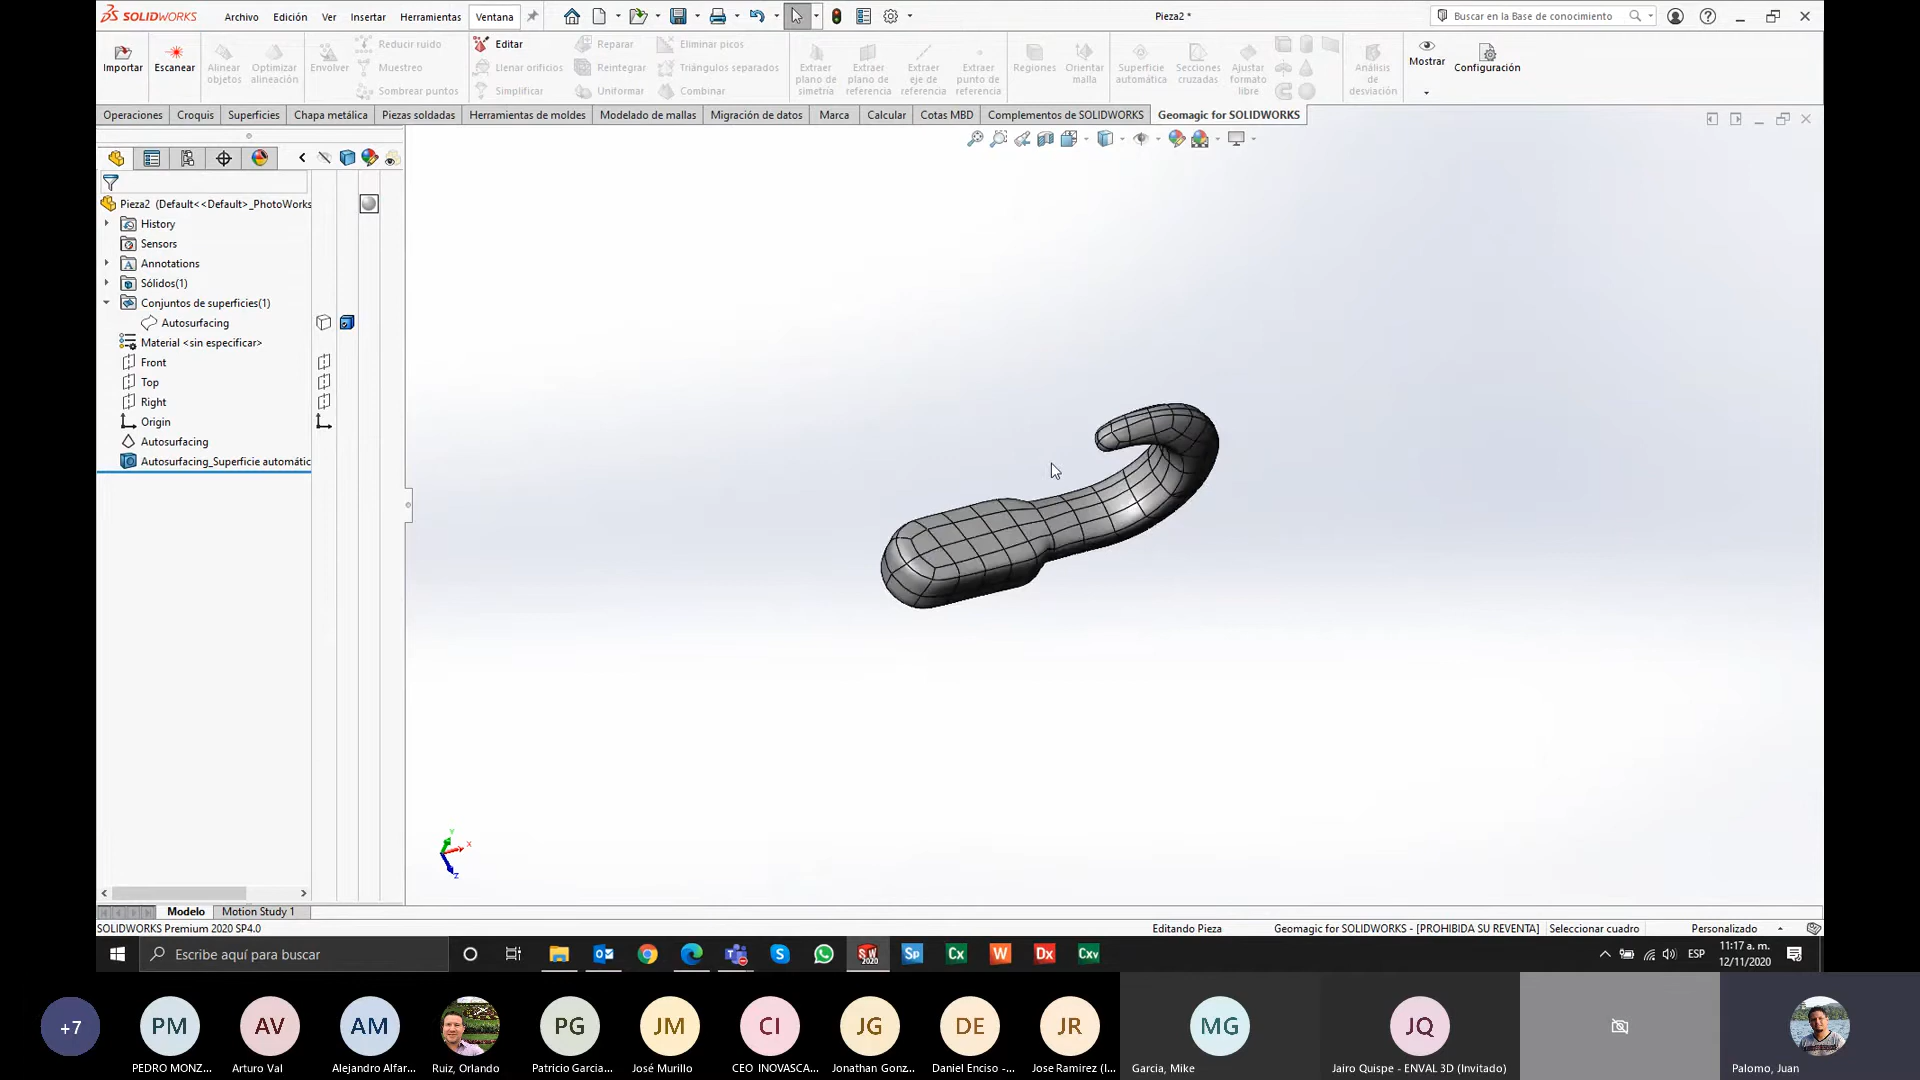 SOLIDWORKS Archivo Edición Ver Insertar Herramientas Ventana Pieza2 * Buscar en la Base de conocimiento
Importar Escanear Alinear objetos Optimizar alineación Envolver Reducir ruido Muestreo Sombrear puntos Editar Llenar orificios Simplificar Reparar Reintegrar Uniformar Eliminar picos Triángulos separados Combinar Extraer plano de simetría Extraer plano de referencia Extraer eje de referencia Extraer punto de referencia Regiones Orientar malla Superficie automática Secciones cruzadas Ajustar formato libre Análisis de desviación Mostrar Configuración
Operaciones Croquis Superficies Chapa metálica Piezas soldadas Herramientas de moldes Modelado de mallas Migración de datos Marca Calcular Cotas MBD Complementos de SOLIDWORKS Geomagic for SOLIDWORKS
Pieza2 (Default<<Default>_PhotoWorks
History
Sensors
Annotations
Sólidos(1)
Conjuntos de superficies(1)
Autosurfacing
Material <sin especificar>
Front
Top
Right
Origin
Autosurfacing
Autosurfacing_Superficie automátic
Y
X
Z
Modelo Motion Study 1
SOLIDWORKS Premium 2020 SP4.0 Editando Pieza Geomagic for SOLIDWORKS - [PROHIBIDA SU REVENTA] Seleccionar cuadro Personalizado
Escribe aquí para buscar Sp Cx W Dx Cxv ESP 11:17 a. m.
12/11/2020
+7 PM AV AM PG JM CI JG DE JR MG JQ
PEDRO MONZ... Arturo Val Alejandro Alfar... Ruiz, Orlando Patricio Garcia... José Murillo CEO INOVASCA... Jonathan Gonz... Daniel Enciso -... Jose Ramirez (I... Garcia, Mike Jairo Quispe - ENVAL 3D (Invitado) Palomo, Juan